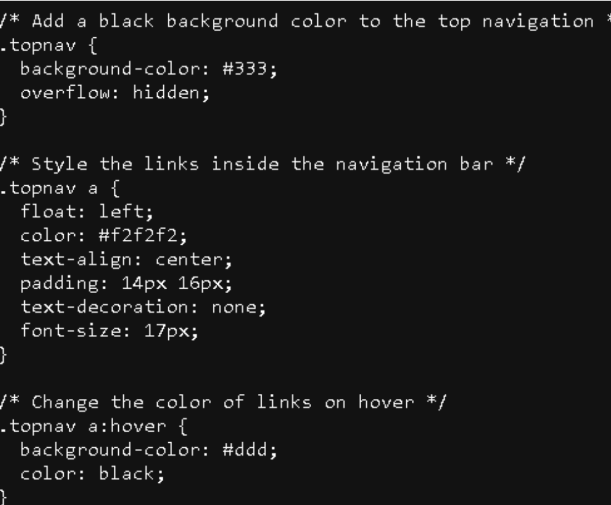 /* Add a black background color to the top navigation *
.topnav {
  background-color: #333;
  overflow: hidden;
}
/* Style the links inside the navigation bar */
.topnav a {
  float: left;
  color: #f2f2f2;
  text-align: center;
  padding: 14px 16px;
  text-decoration: none;
  font-size: 17px;
}
/* Change the color of links on hover */
.topnav a:hover {
  background-color: #ddd;
  color: black;
}